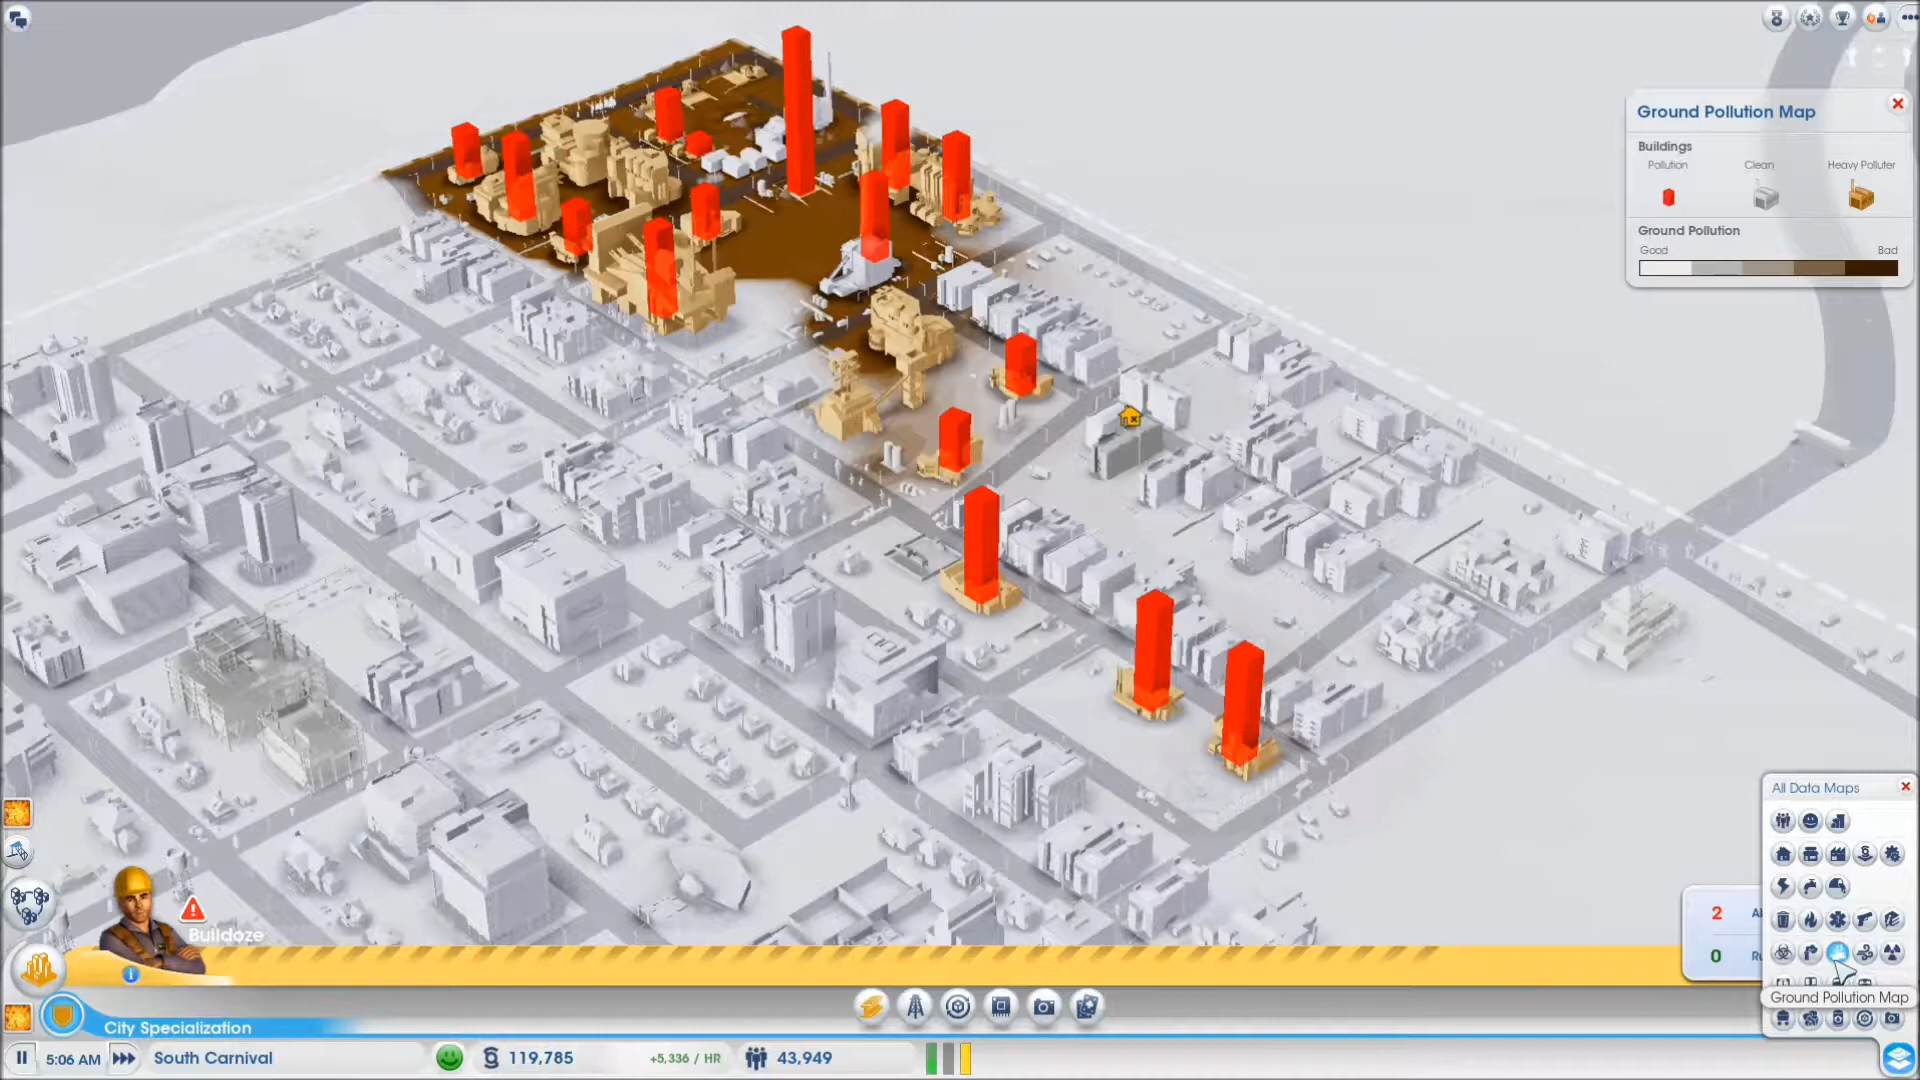 Ground Pollution Map
Buildings
Pollution
Clean
Heavy Polluter
Ground Pollution
Good
Bad
All Data Maps
2
0
Ground Pollution Map
Bulldoze
City Specialization
5:06 AM
South Carnival
119,785
+5,336 / HR
43,949